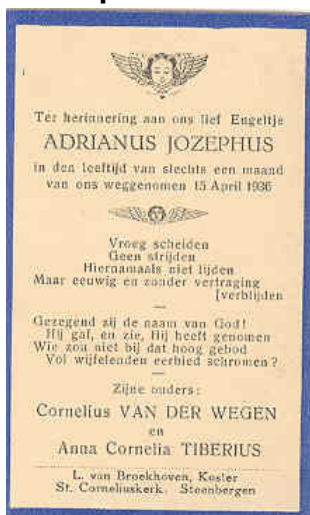 Ter herinnering aan ons lief Engeltje
ADRIANUS JOZEPHUS
in den leeftijd van slechts een maand
van ons weggenomen 15 April 1936
Vroeg scheiden
Geen strijden
Hiernamaals niet lijden
Maar eeuwig en zonder vertraging
[verblijden
Gezegend zij de naam van God!
Hij gaf, en zie, Hij heeft genomen
Wie zou niet bij dat hoog gebod
Vol wijfelenden eerbied schromen?
Zijne ouders:
Cornelius VAN DER WEGEN
en
Anna Cornelia TIBERIUS
L. van Broekhoven, Koster
St. Corneliuskerk, Steenbergen